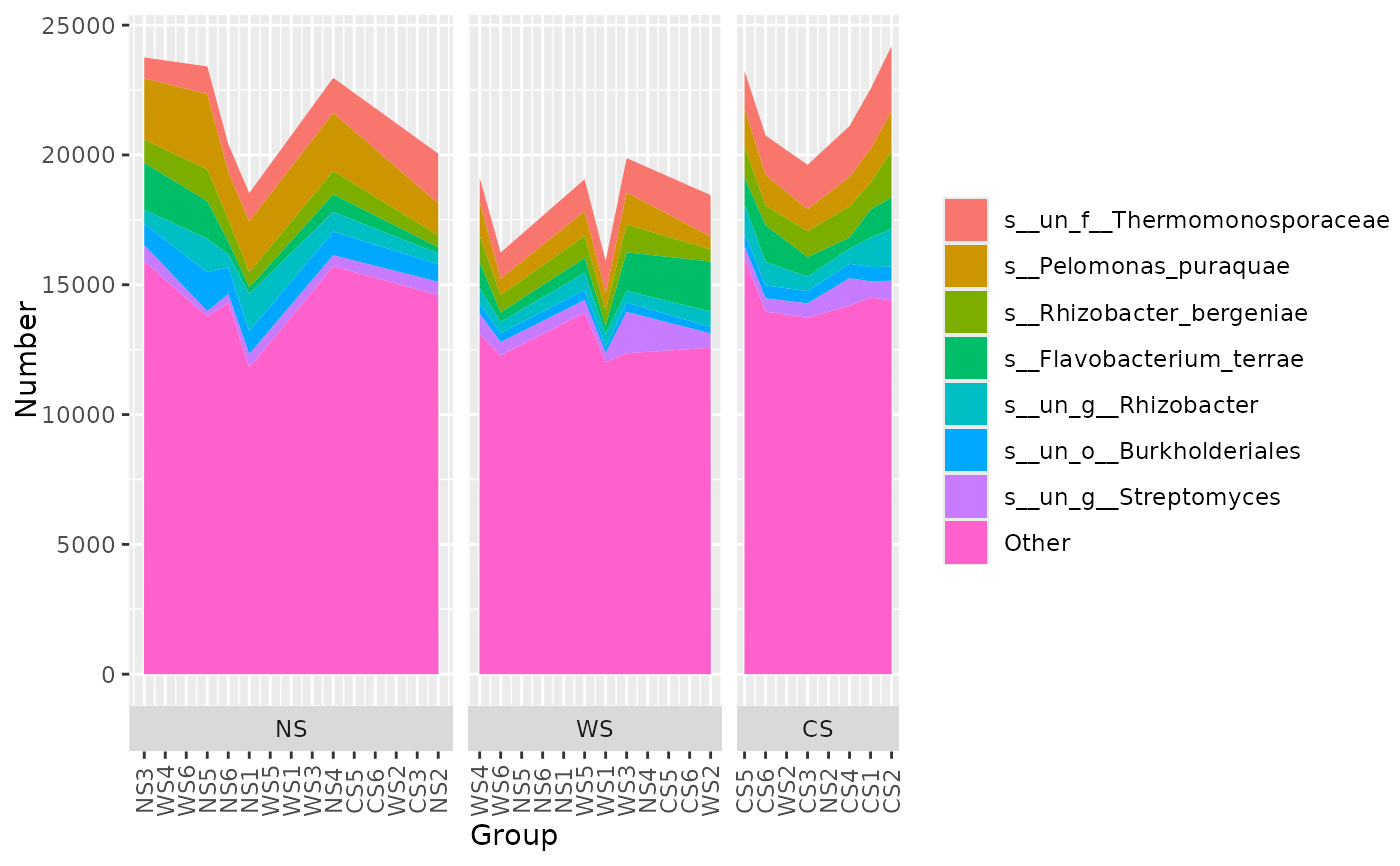 25000
20000
15000
10000
5000
0
Number
NS
WS
CS
NS3 WS4 WS6 NS5 NS6 NS1 WS5 WS1 WS3 NS4 CS5 CS6 WS2 CS3 NS2
WS4 WS6 NS5 NS6 NS1 WS5 WS1 WS3 NS4 CS5 CS6 WS2
CS5 CS6 WS2 CS3 NS2 CS4 CS1 CS2
Group
s__un_f__Thermomonosporaceae
s__Pelomonas_puraquae
s__Rhizobacter_bergeniae
s__Flavobacterium_terrae
s__un_g__Rhizobacter
s__un_o__Burkholderiales
s__un_g__Streptomyces
Other